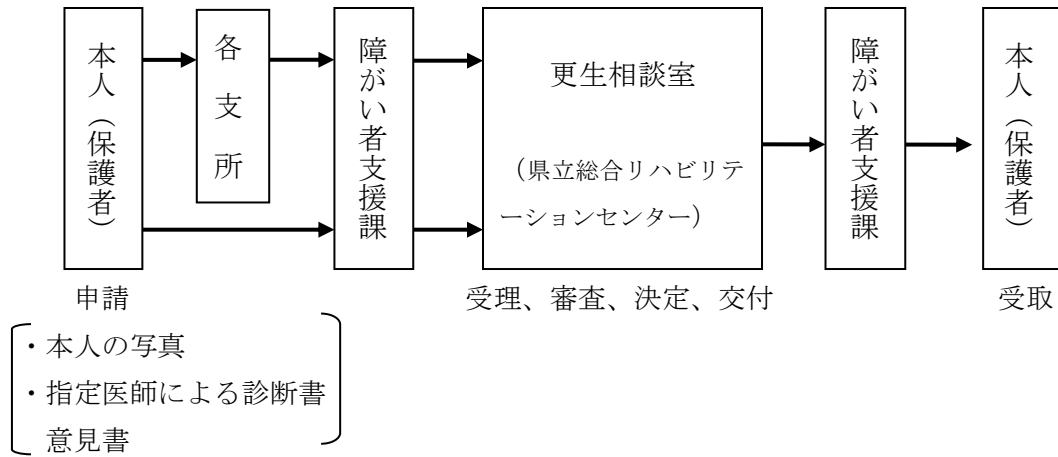 本人（保護者）
各支所
障がい者支援課
更生相談室
（県立総合リハビリテ
ーションセンター）
障がい者支援課
本人（保護者）
申請
受理、審査、決定、交付
受取
・本人の写真
・指定医師による診断書
意見書